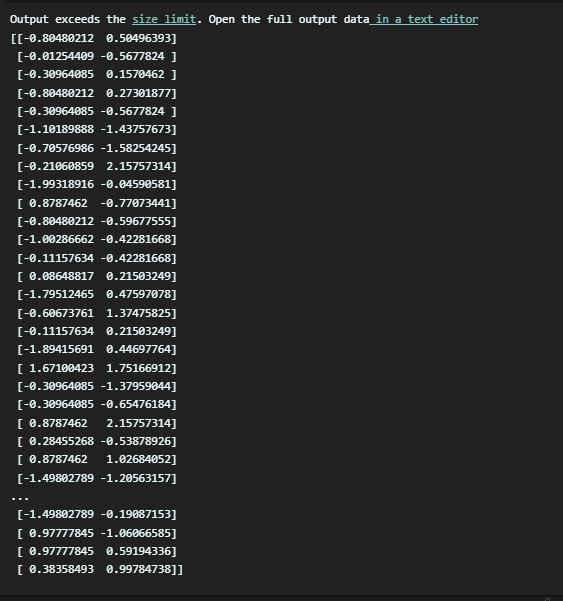 Output exceeds the size limit. Open the full output data in a text editor
[[-0.80480212  0.50496393]
 [-0.01254409 -0.5677824 ]
 [-0.30964085  0.1570462 ]
 [-0.80480212  0.27301877]
 [-0.30964085 -0.5677824 ]
 [-1.10189888 -1.43757673]
 [-0.70576986 -1.58254245]
 [-0.21060859  2.15757314]
 [-1.99318916 -0.04590581]
 [ 0.8787462  -0.77073441]
 [-0.80480212 -0.59677555]
 [-1.00286662 -0.42281668]
 [-0.11157634 -0.42281668]
 [ 0.08648817  0.21503249]
 [-1.79512465  0.47597078]
 [-0.60673761  1.37475825]
 [-0.11157634  0.21503249]
 [-1.89415691  0.44697764]
 [ 1.67100423  1.75166912]
 [-0.30964085 -1.37959044]
 [-0.30964085 -0.65476184]
 [ 0.8787462   2.15757314]
 [ 0.28455268 -0.53878926]
 [ 0.8787462   1.02684052]
 [-1.49802789 -1.20563157]
...
 [-1.49802789 -0.19087153]
 [ 0.97777845 -1.06066585]
 [ 0.97777845  0.59194336]
 [ 0.38358493  0.99784738]]